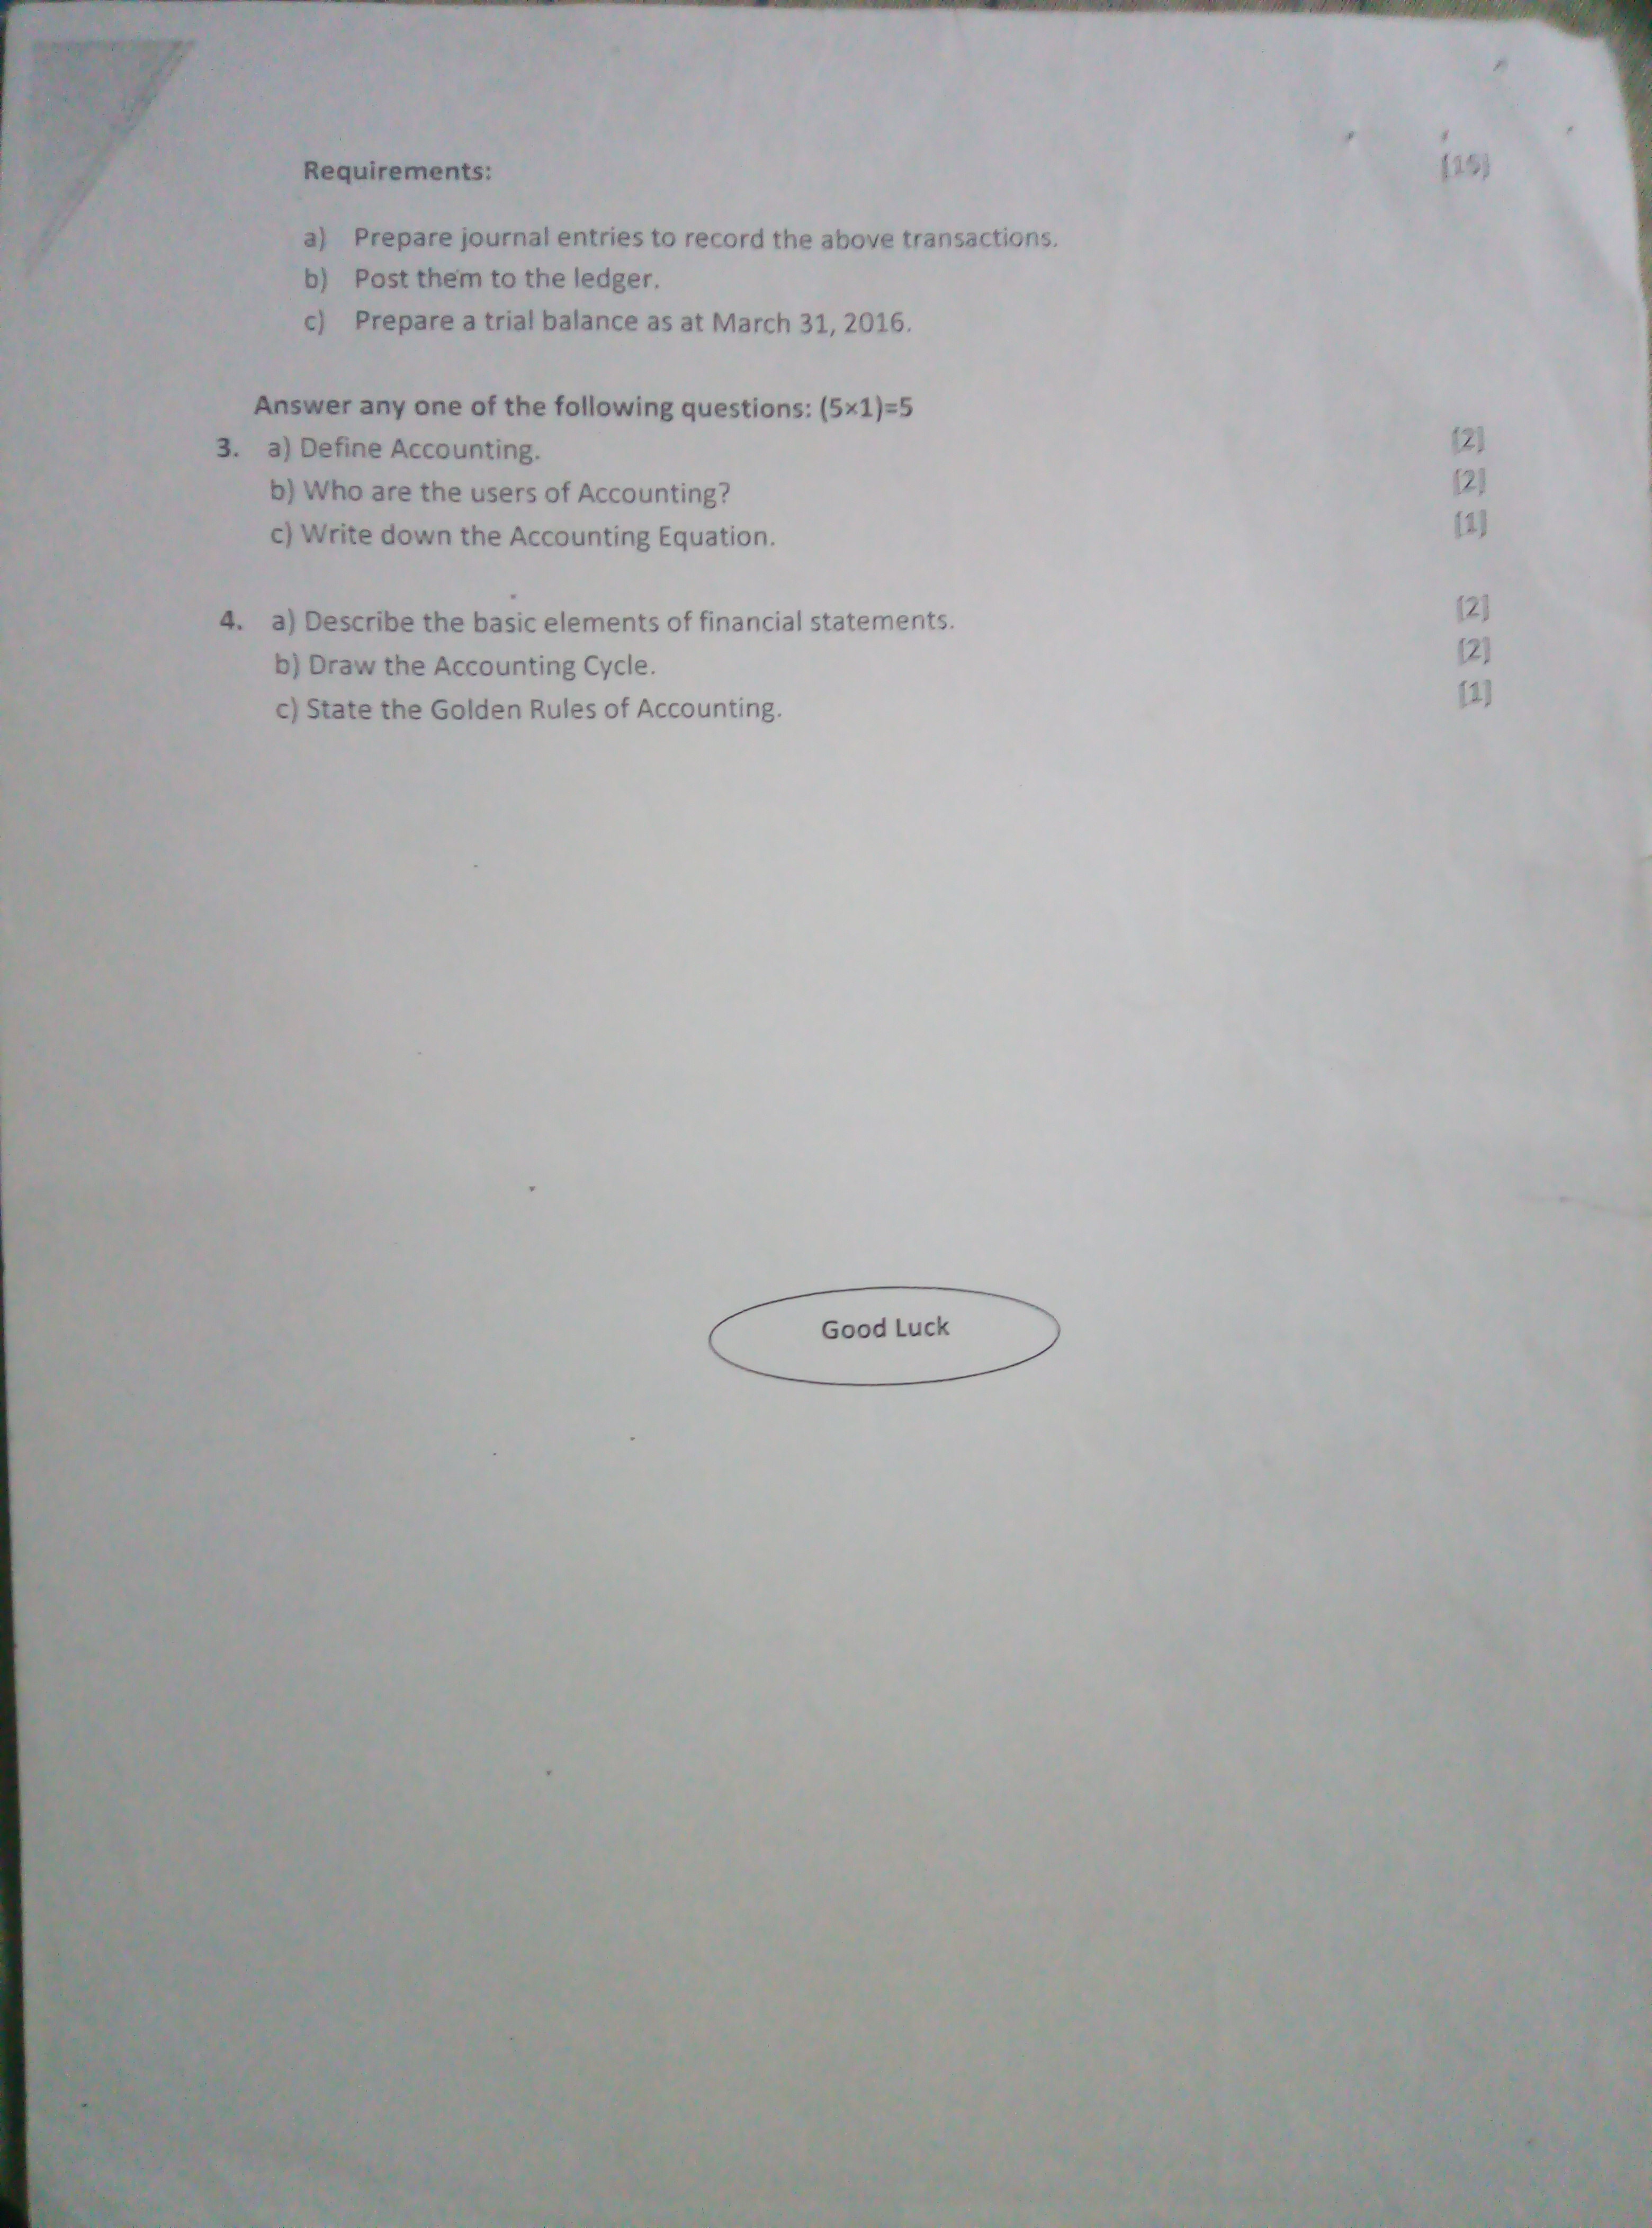 Requirements: (15)
a) Prepare journal entries to record the above transactions.
b) Post them to the ledger.
c) Prepare a trial balance as at March 31, 2016.
Answer any one of the following questions: (5×1)=5
3. a) Define Accounting. (2)
b) Who are the users of Accounting? (2)
c) Write down the Accounting Equation. (1)
4. a) Describe the basic elements of financial statements. (2)
b) Draw the Accounting Cycle. (2)
c) State the Golden Rules of Accounting. (1)
Good Luck